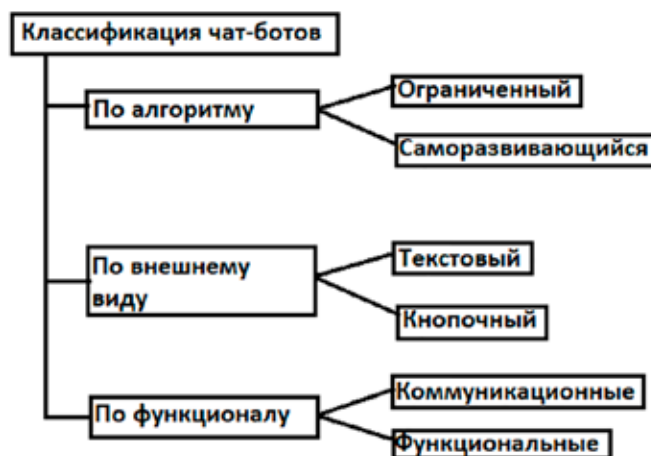 Классификация чат-ботов
По алгоритму
Ограниченный
Саморазвивающийся
По внешнему
виду
Текстовый
Кнопочный
По функционалу
Коммуникационные
Функциональные